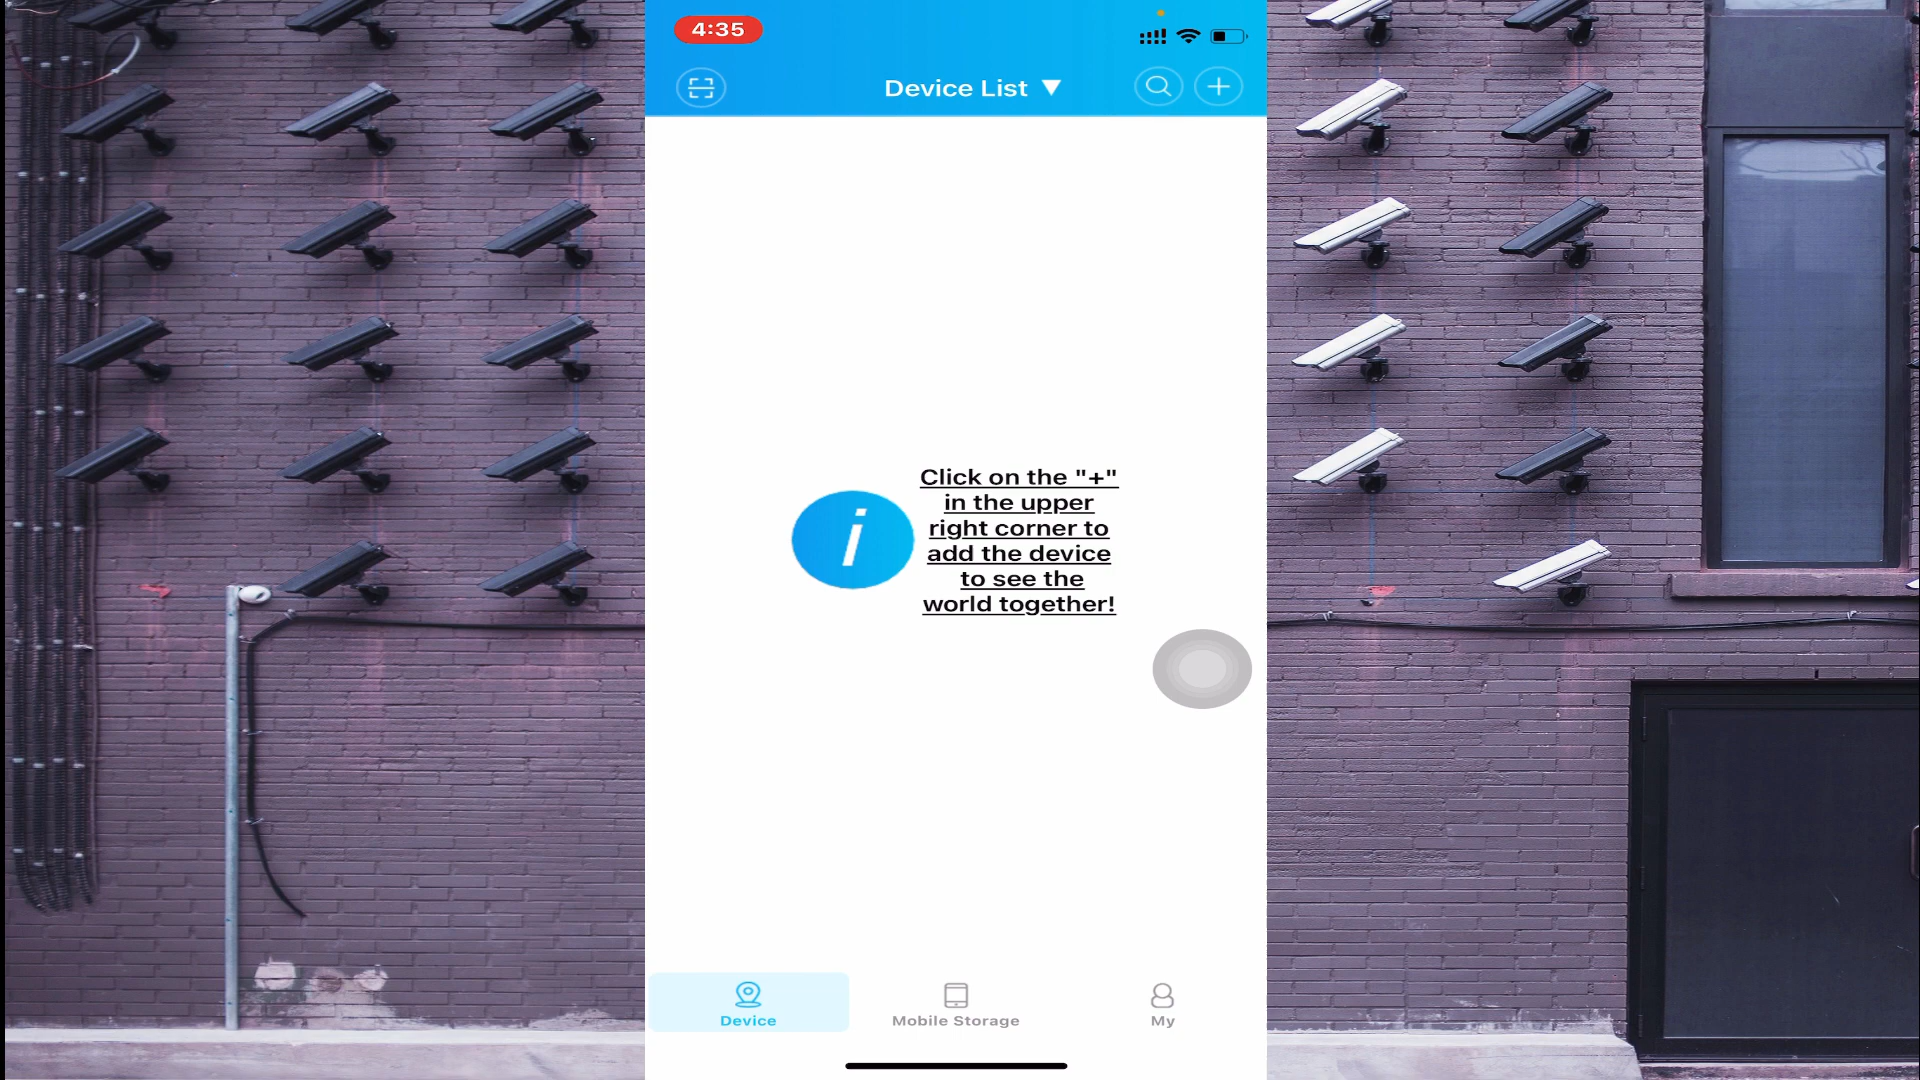 4:35
Device List ▼
Click on the "+"
in the upper
right corner to
add the device
to see the
world together!
Device
Mobile Storage
My